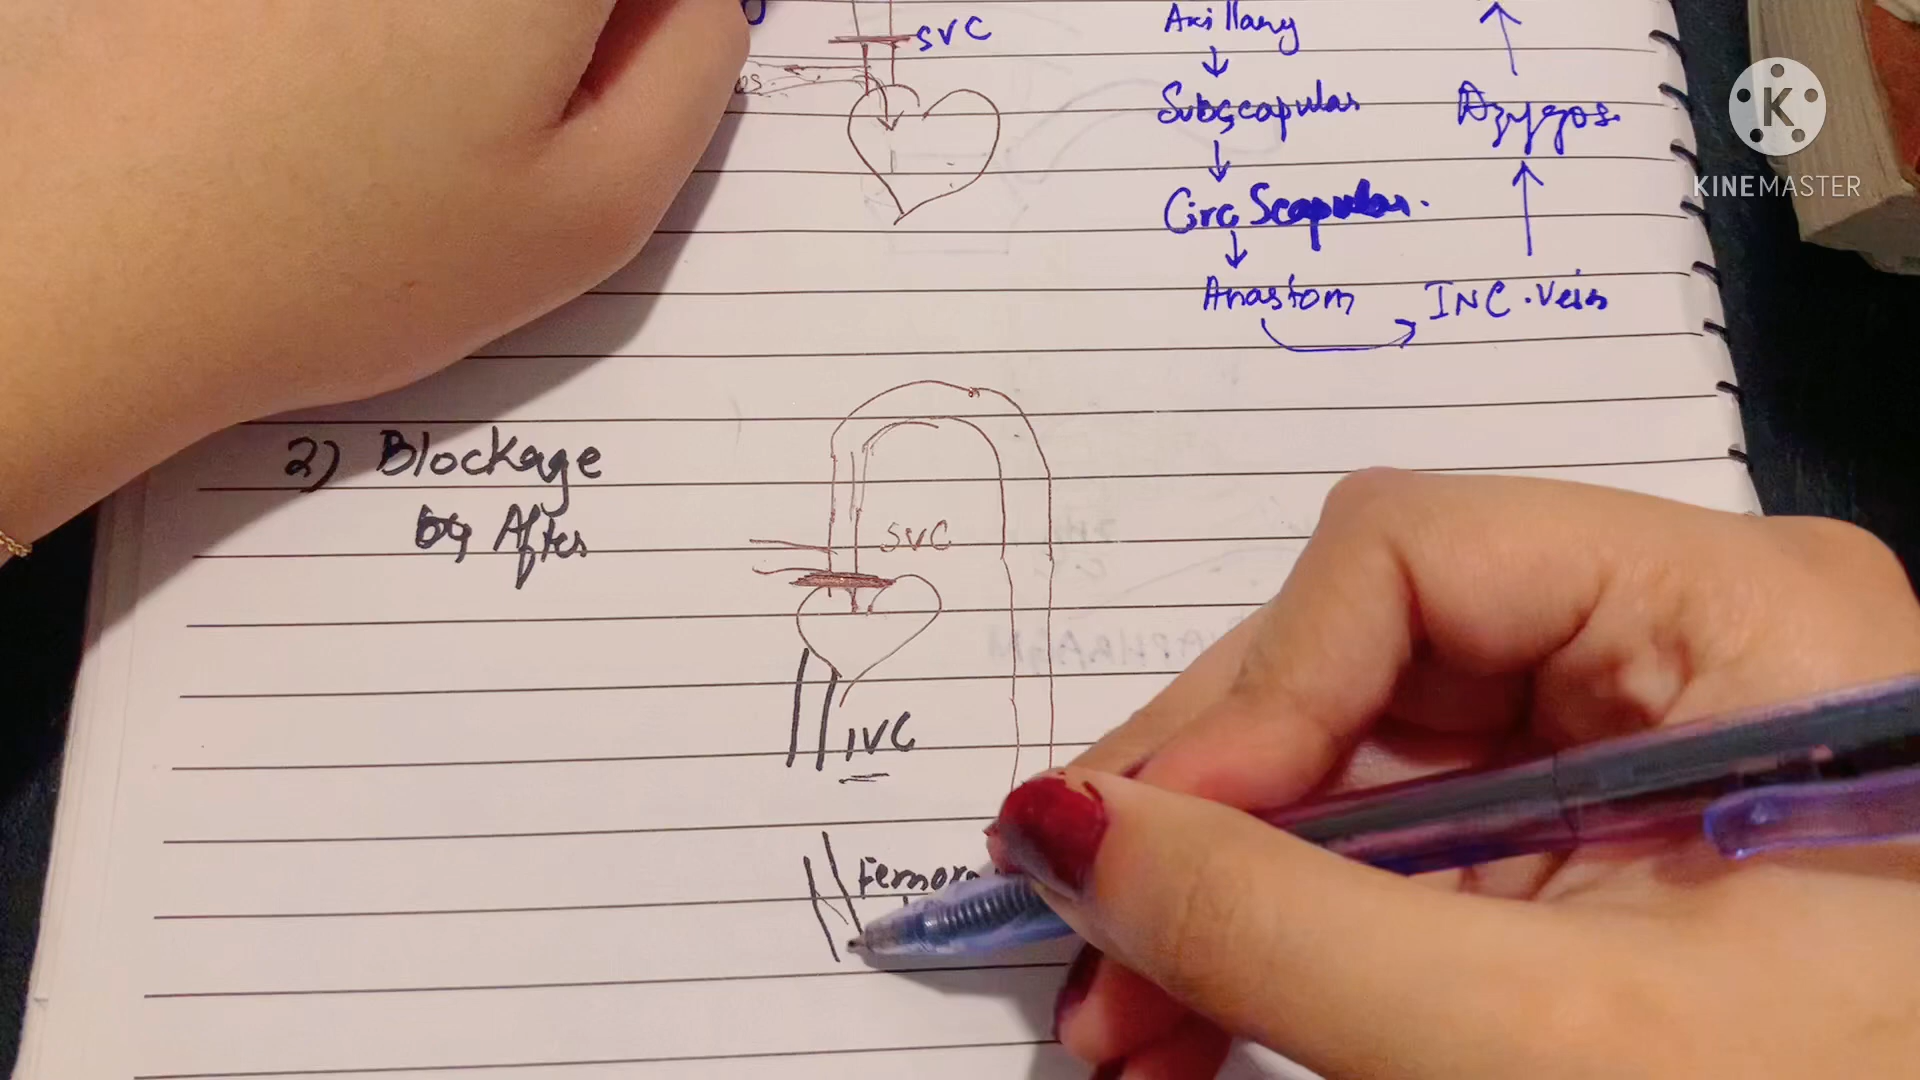 SVC
Axillary
Subscapular
Circ Scapular.
Anastom
INC. Vein
Azygos
2) Blockage
After
SVC
IVC
KINEMASTER